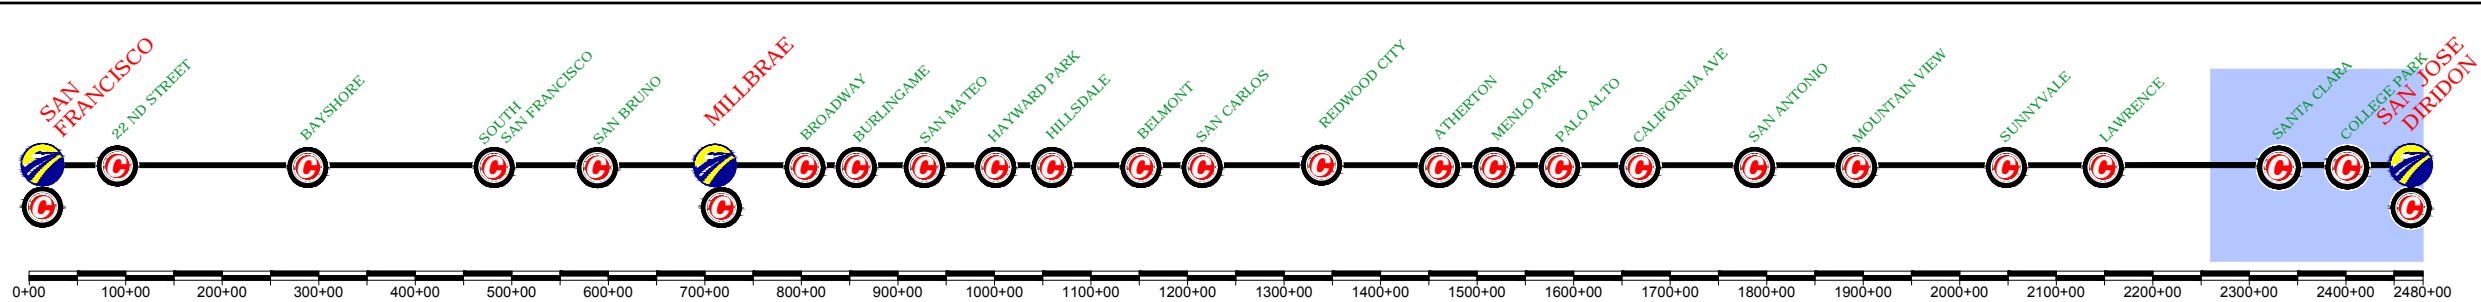 SAN
FRANCISCO
22 ND STREET
BAYSHORE
SOUTH
SAN FRANCISCO
SAN BRUNO
MILLBRAE
BROADWAY
BURLINGAME
SAN MATEO
HAYWARD PARK
HILLSDALE
BELMONT
SAN CARLOS
REDWOOD CITY
ATHERTON
MENLO PARK
PALO ALTO
CALIFORNIA AVE
SAN ANTONIO
MOUNTAIN VIEW
SUNNYVALE
LAWRENCE
SANTA CLARA
COLLEGE PARK
SAN JOSE
DIRIDON
C C C C C C C C C C C C C C C C C C C C C
C C C
0+00 100+00 200+00 300+00 400+00 500+00 600+00 700+00 800+00 900+00 1000+00 1100+00 1200+00 1300+00 1400+00 1500+00 1600+00 1700+00 1800+00 1900+00 2000+00 2100+00 2200+00 2300+00 2400+00 2480+00